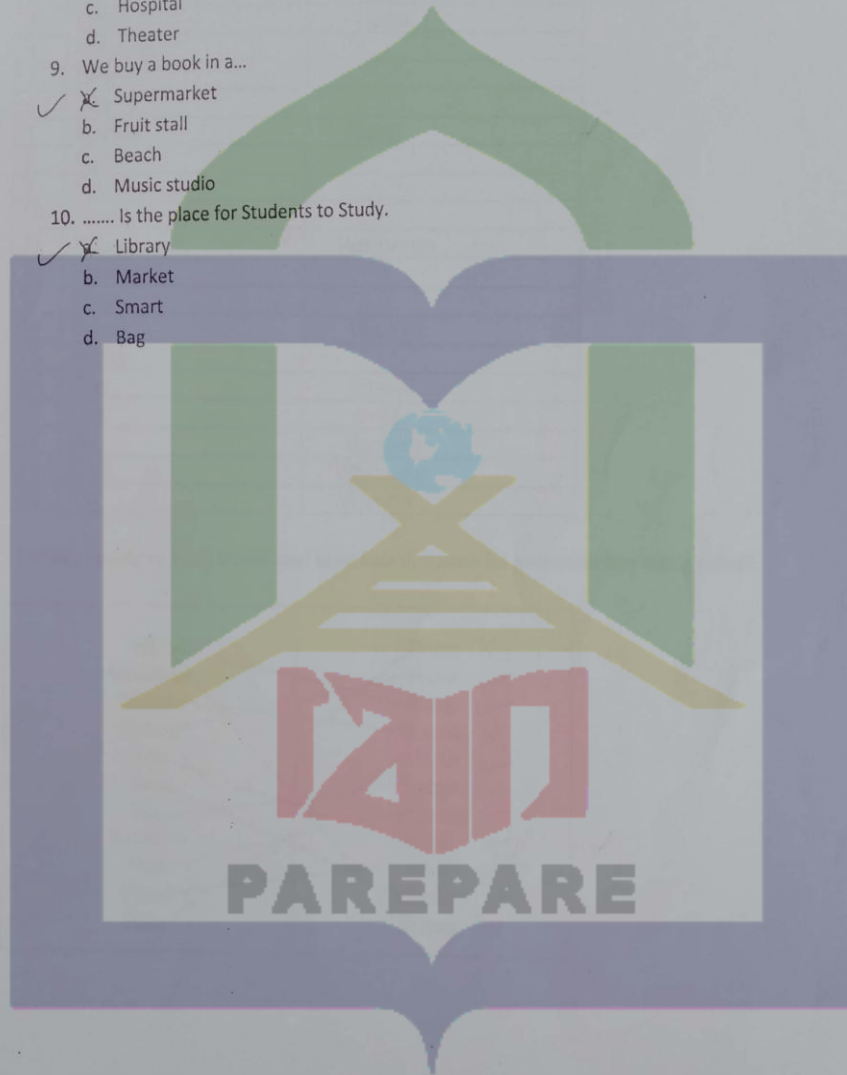 c. Hospital
d. Theater
9. We buy a book in a...
a. Supermarket
b. Fruit stall
c. Beach
d. Music studio
10. ....... Is the place for Students to Study.
a. Library
b. Market
c. Smart
d. Bag
iain
PAREPARE